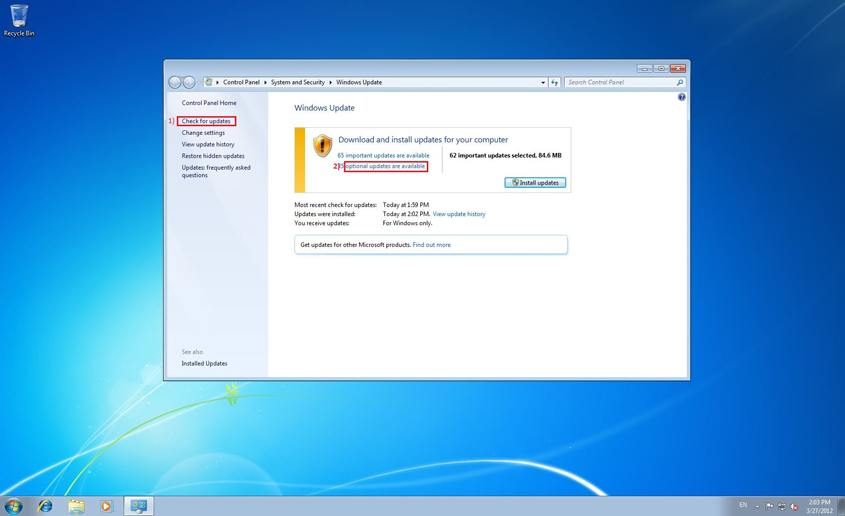 Recycle Bin
Control Panel
System and Security
Windows Update
Search Control Panel
Control Panel Home
1) Check for updates
Change settings
View update history
Restore hidden updates
Updates: frequently asked
questions
See also
Installed Updates
Windows Update
Download and install updates for your computer
65 important updates are available
2) optional updates are available
62 important updates selected, 84.6 MB
Install updates
Most recent check for updates: Today at 1:59 PM
Updates were installed: Today at 2:02 PM. View update history
You receive updates: For Windows only.
Get updates for other Microsoft products. Find out more
EN
2:03 PM
3/27/2012